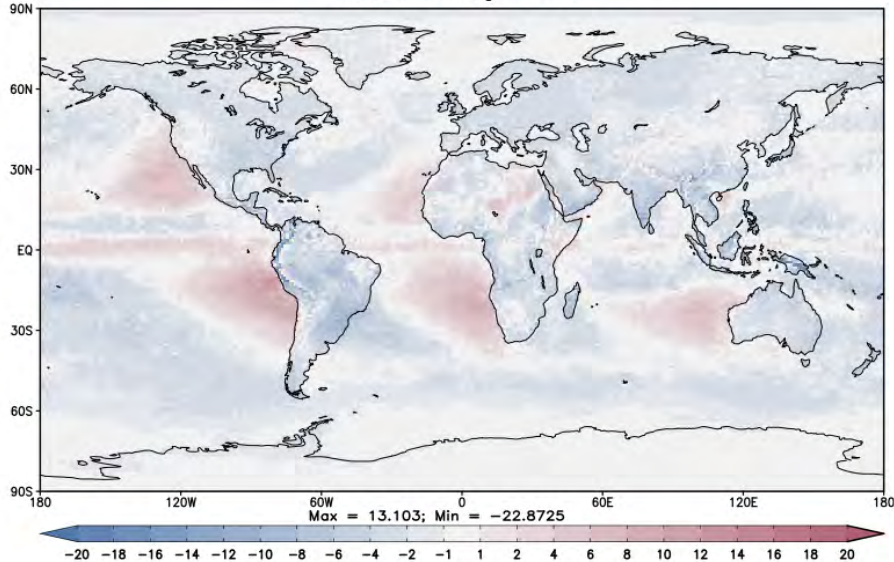 90N
60N
30N
EQ
30S
60S
90S
180 120W 60W 0 60E 120E 180
Max = 13.103; Min = −22.8725
−20 −18 −16 −14 −12 −10 −8 −6 −4 −2 −1 1 2 4 6 8 10 12 14 16 18 20